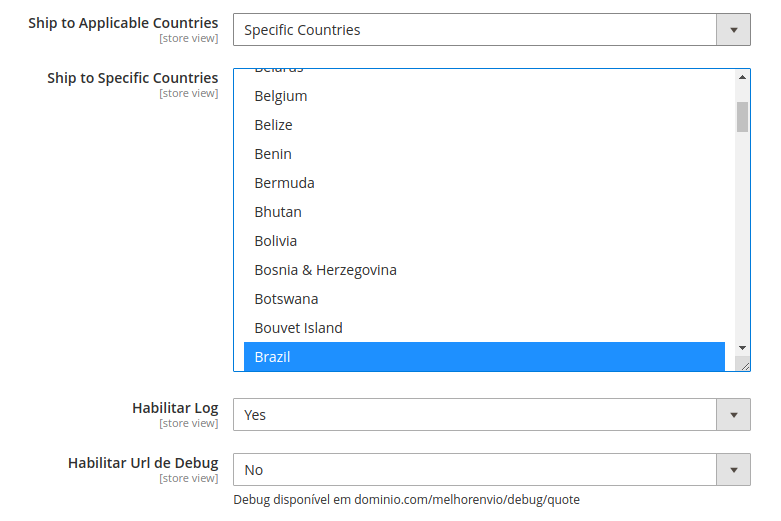 Ship to Applicable Countries
[store view]
Specific Countries
Ship to Specific Countries
[store view]
Belarus
Belgium
Belize
Benin
Bermuda
Bhutan
Bolivia
Bosnia & Herzegovina
Botswana
Bouvet Island
Brazil
Habilitar Log
[store view]
Yes
Habilitar Url de Debug
[store view]
No
Debug disponível em dominio.com/melhorenvio/debug/quote